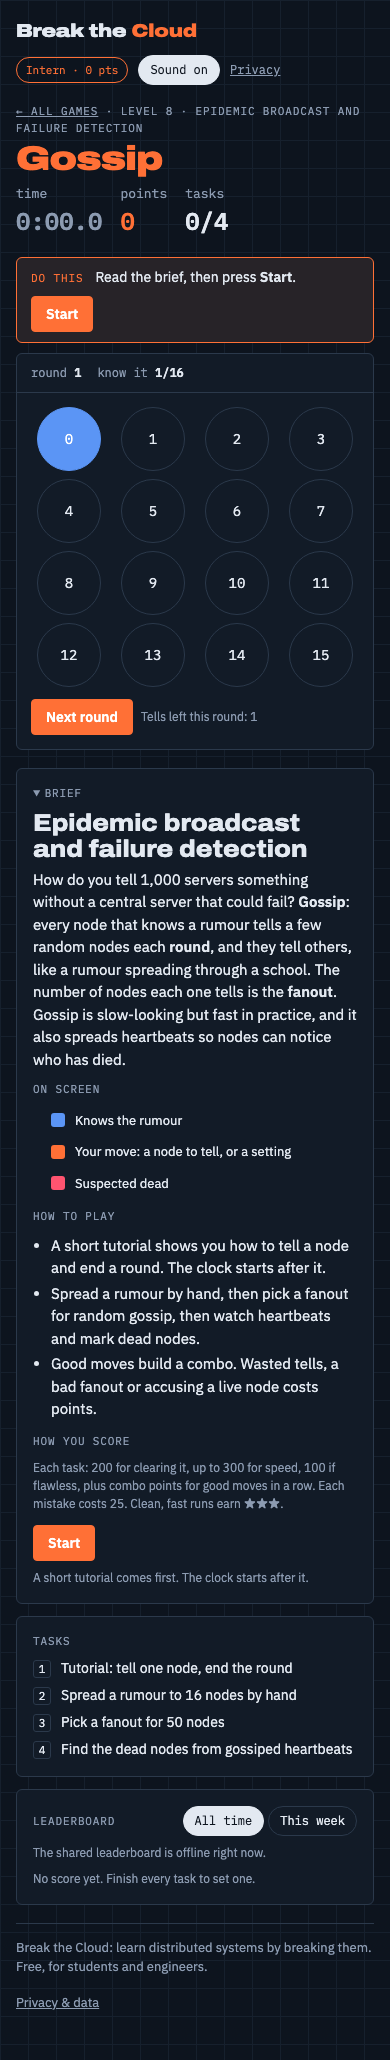 Break the Cloud
Intern · 0 pts
Sound on
Privacy
← ALL GAMES · LEVEL 8 · EPIDEMIC BROADCAST AND
FAILURE DETECTION
Gossip
time points tasks
0:00.0 0 0/4
DO THIS Read the brief, then press Start.
Start
round 1 know it 1/16
0 1 2 3
4 5 6 7
8 9 10 11
12 13 14 15
Next round Tells left this round: 1
▼ BRIEF
Epidemic broadcast
and failure detection
How do you tell 1,000 servers something
without a central server that could fail? Gossip:
every node that knows a rumour tells a few
random nodes each round, and they tell others,
like a rumour spreading through a school. The
number of nodes each one tells is the fanout.
Gossip is slow-looking but fast in practice, and it
also spreads heartbeats so nodes can notice
who has died.
ON SCREEN
Knows the rumour
Your move: a node to tell, or a setting
Suspected dead
HOW TO PLAY
• A short tutorial shows you how to tell a node
and end a round. The clock starts after it.
• Spread a rumour by hand, then pick a fanout
for random gossip, then watch heartbeats
and mark dead nodes.
• Good moves build a combo. Wasted tells, a
bad fanout or accusing a live node costs
points.
HOW YOU SCORE
Each task: 200 for clearing it, up to 300 for speed, 100 if
flawless, plus combo points for good moves in a row. Each
mistake costs 25. Clean, fast runs earn ★★★.
Start
A short tutorial comes first. The clock starts after it.
TASKS
1 Tutorial: tell one node, end the round
2 Spread a rumour to 16 nodes by hand
3 Pick a fanout for 50 nodes
4 Find the dead nodes from gossiped heartbeats
LEADERBOARD All time This week
The shared leaderboard is offline right now.
No score yet. Finish every task to set one.
Break the Cloud: learn distributed systems by breaking them.
Free, for students and engineers.
Privacy & data